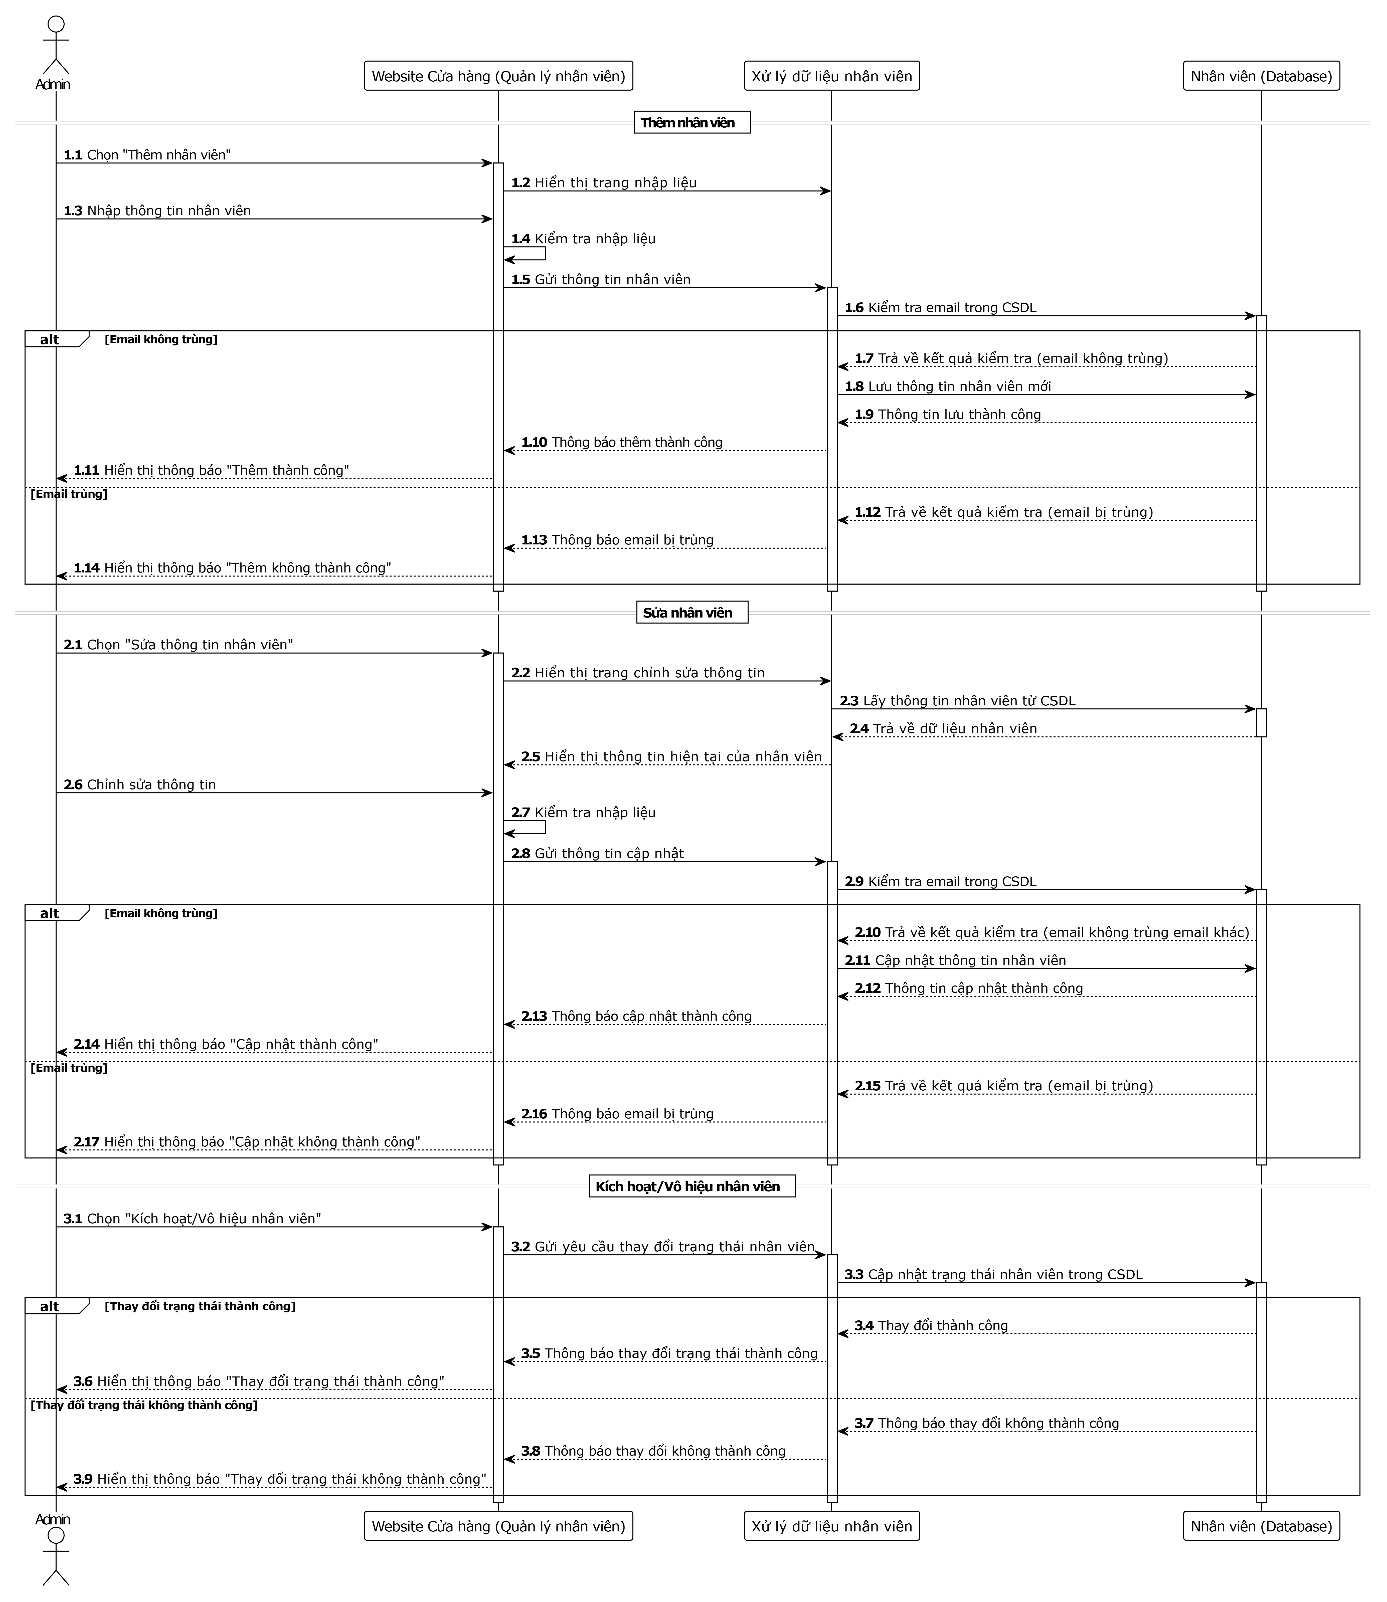 Admin
Website Cửa hàng (Quản lý nhân viên)
Xử lý dữ liệu nhân viên
Nhân viên (Database)
Thêm nhân viên
1.1 Chọn "Thêm nhân viên"
1.2 Hiển thị trang nhập liệu
1.3 Nhập thông tin nhân viên
1.4 Kiểm tra nhập liệu
1.5 Gửi thông tin nhân viên
1.6 Kiểm tra email trong CSDL
alt [Email không trùng]
1.7 Trả về kết quả kiểm tra (email không trùng)
1.8 Lưu thông tin nhân viên mới
1.9 Thông tin lưu thành công
1.10 Thông báo thêm thành công
1.11 Hiển thị thông báo "Thêm thành công"
[Email trùng]
1.12 Trả về kết quả kiểm tra (email bị trùng)
1.13 Thông báo email bị trùng
1.14 Hiển thị thông báo "Thêm không thành công"
Sửa nhân viên
2.1 Chọn "Sửa thông tin nhân viên"
2.2 Hiển thị trang chỉnh sửa thông tin
2.3 Lấy thông tin nhân viên từ CSDL
2.4 Trả về dữ liệu nhân viên
2.5 Hiển thị thông tin hiện tại của nhân viên
2.6 Chỉnh sửa thông tin
2.7 Kiểm tra nhập liệu
2.8 Gửi thông tin cập nhật
2.9 Kiểm tra email trong CSDL
alt [Email không trùng]
2.10 Trả về kết quả kiểm tra (email không trùng email khác)
2.11 Cập nhật thông tin nhân viên
2.12 Thông tin cập nhật thành công
2.13 Thông báo cập nhật thành công
2.14 Hiển thị thông báo "Cập nhật thành công"
[Email trùng]
2.15 Trả về kết quả kiểm tra (email bị trùng)
2.16 Thông báo email bị trùng
2.17 Hiển thị thông báo "Cập nhật không thành công"
Kích hoạt/Vô hiệu nhân viên
3.1 Chọn "Kích hoạt/Vô hiệu nhân viên"
3.2 Gửi yêu cầu thay đổi trạng thái nhân viên
3.3 Cập nhật trạng thái nhân viên trong CSDL
alt [Thay đổi trạng thái thành công]
3.4 Thay đổi thành công
3.5 Thông báo thay đổi trạng thái thành công
3.6 Hiển thị thông báo "Thay đổi trạng thái thành công"
[Thay đổi trạng thái không thành công]
3.7 Thông báo thay đổi không thành công
3.8 Thông báo thay đổi không thành công
3.9 Hiển thị thông báo "Thay đổi trạng thái không thành công"
Admin
Website Cửa hàng (Quản lý nhân viên)
Xử lý dữ liệu nhân viên
Nhân viên (Database)